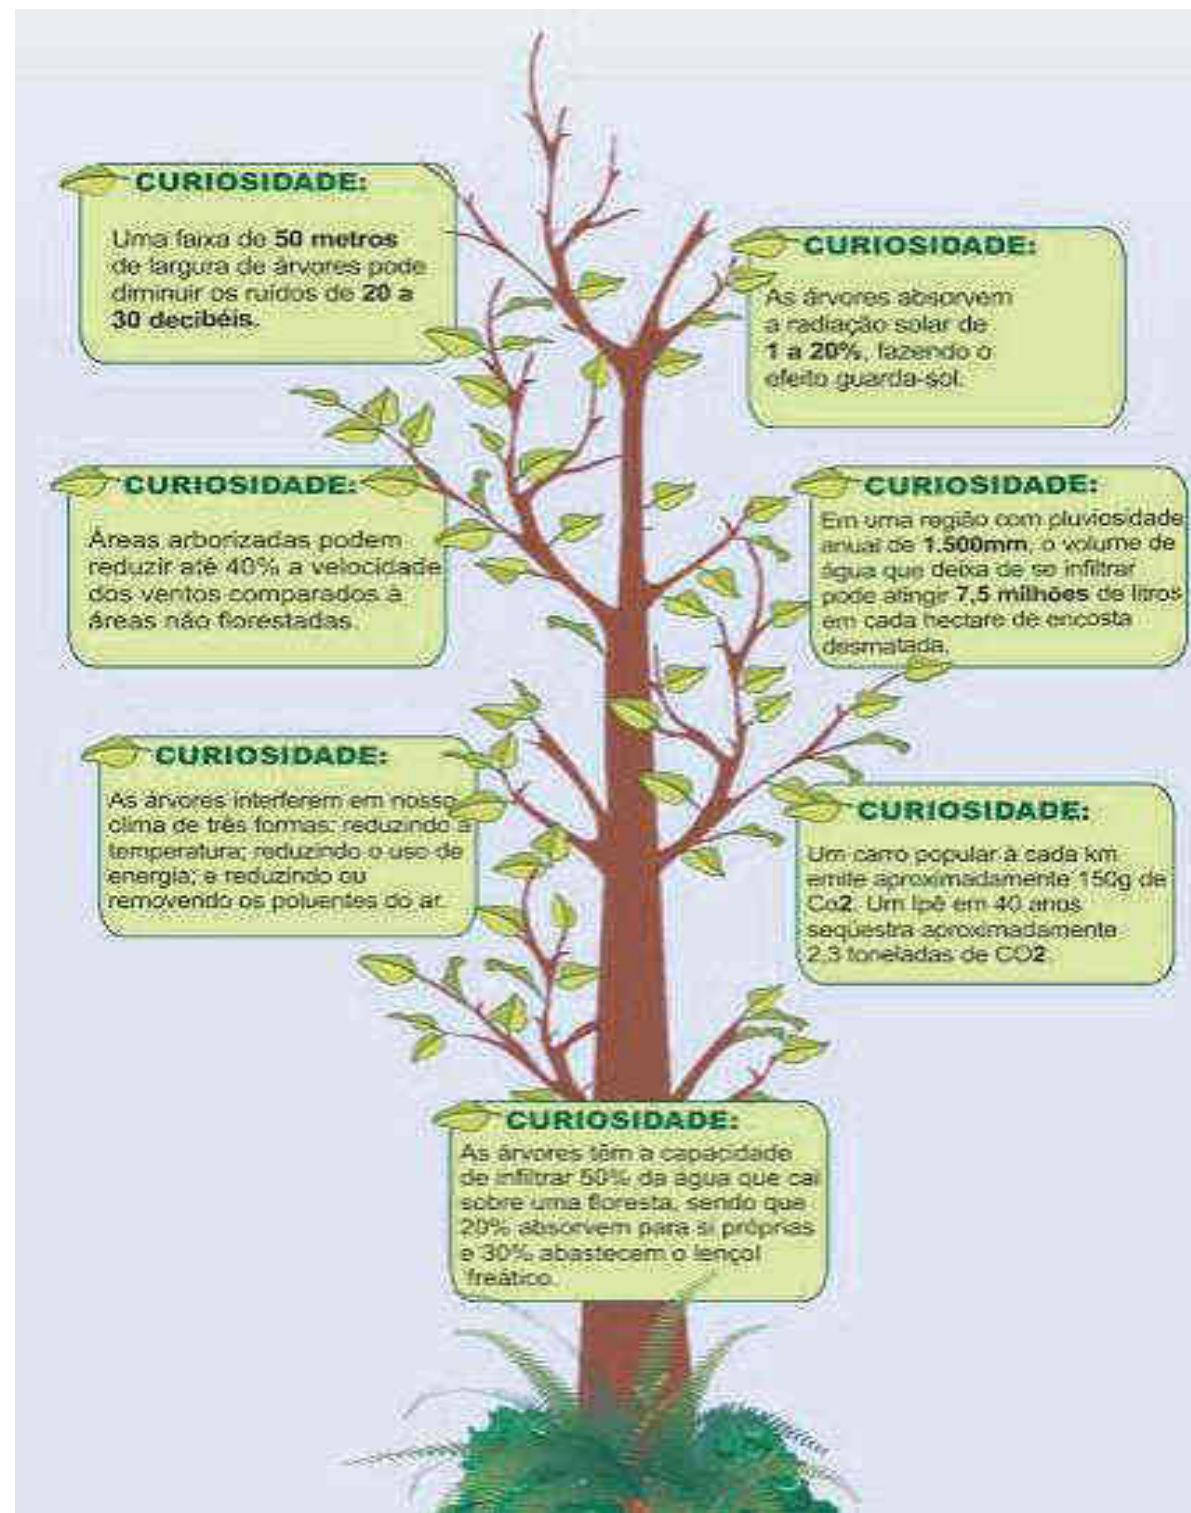 CURIOSIDADE:
Uma faixa de 50 metros
de largura de árvores pode
diminuir os ruídos de 20 a
30 decibéis.
CURIOSIDADE:
As árvores absorvem
a radiação solar de
1 a 20%, fazendo o
efeito guarda-sol.
CURIOSIDADE:
Áreas arborizadas podem
reduzir até 40% a velocidade
dos ventos comparados à
áreas não florestadas.
CURIOSIDADE:
Em uma região com pluviosidade
anual de 1.500mm, o volume de
água que deixa de se infiltrar
pode atingir 7,5 milhões de litros
em cada hectare de encosta
desmatada.
CURIOSIDADE:
As árvores interferem em nosso
clima de três formas: reduzindo a
temperatura; reduzindo o uso de
energia; e reduzindo ou
removendo os poluentes do ar.
CURIOSIDADE:
Um carro popular à cada km
emite aproximadamente 150g de
Co2. Um Ipê em 40 anos
seqüestra aproximadamente
2,3 toneladas de CO2.
CURIOSIDADE:
As árvores têm a capacidade
de infiltrar 50% da água que cai
sobre uma floresta, sendo que
20% absorvem para si próprias
e 30% abastecem o lençol
freático.